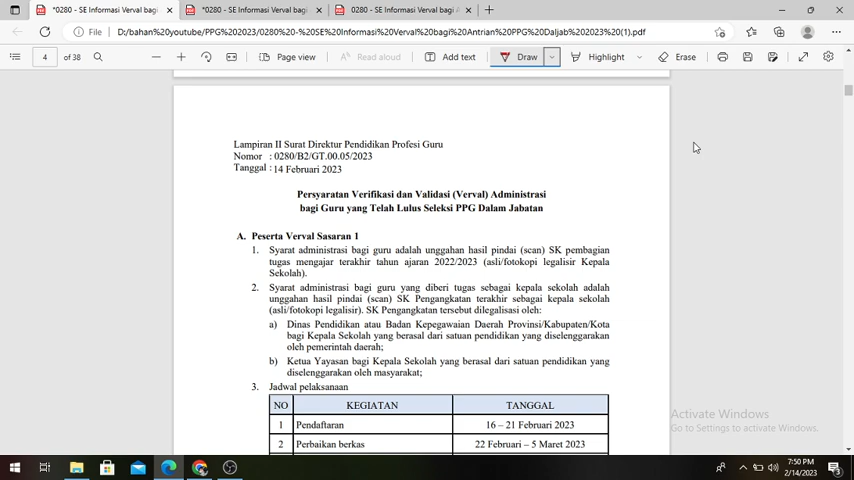 *0280 - SE Informasi Verval bagi
*0280 - SE Informasi Verval bagi
0280 - SE Informasi Verval bagi A
File
D:/bahan%20youtube/PPG%202023/0280%20-%20SE%20Informasi%20Verval%20bagi%20Antrian%20PPG%20Daljab%202023%20(1).pdf
4 of 38
Page view
Read aloud
Add text
Draw
Highlight
Erase
Lampiran II Surat Direktur Pendidikan Profesi Guru
Nomor : 0280/B2/GT.00.05/2023
Tanggal : 14 Februari 2023
Persyaratan Verifikasi dan Validasi (Verval) Administrasi
bagi Guru yang Telah Lulus Seleksi PPG Dalam Jabatan
A. Peserta Verval Sasaran 1
1. Syarat administrasi bagi guru adalah unggahan hasil pindai (scan) SK pembagian
tugas mengajar terakhir tahun ajaran 2022/2023 (asli/fotokopi legalisir Kepala
Sekolah).
2. Syarat administrasi bagi guru yang diberi tugas sebagai kepala sekolah adalah
unggahan hasil pindai (scan) SK Pengangkatan terakhir sebagai kepala sekolah
(asli/fotokopi legalisir). SK Pengangkatan tersebut dilegalisasi oleh:
a) Dinas Pendidikan atau Badan Kepegawaian Daerah Provinsi/Kabupaten/Kota
bagi Kepala Sekolah yang berasal dari satuan pendidikan yang diselenggarakan
oleh pemerintah daerah;
b) Ketua Yayasan bagi Kepala Sekolah yang berasal dari satuan pendidikan yang
diselenggarakan oleh masyarakat;
3. Jadwal pelaksanaan
NO KEGIATAN TANGGAL
1 Pendaftaran 16 – 21 Februari 2023
2 Perbaikan berkas 22 Februari – 5 Maret 2023
Activate Windows
Go to Settings to activate Windows.
7:50 PM
2/14/2023
3